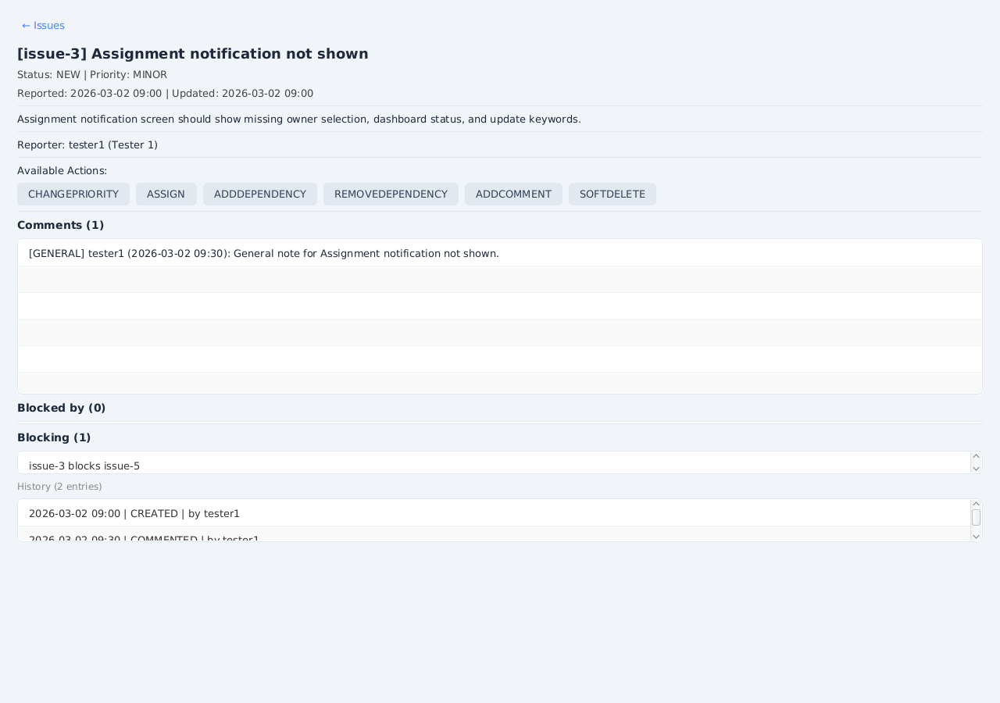 ← Issues
[issue-3] Assignment notification not shown
Status: NEW | Priority: MINOR
Reported: 2026-03-02 09:00 | Updated: 2026-03-02 09:00
Assignment notification screen should show missing owner selection, dashboard status, and update keywords.
Reporter: tester1 (Tester 1)
Available Actions:
CHANGEPRIORITY ASSIGN ADDDEPENDENCY REMOVEDEPENDENCY ADDCOMMENT SOFTDELETE
Comments (1)
[GENERAL] tester1 (2026-03-02 09:30): General note for Assignment notification not shown.
Blocked by (0)
Blocking (1)
issue-3 blocks issue-5
History (2 entries)
2026-03-02 09:00 | CREATED | by tester1
2026-03-02 09:30 | COMMENTED | by tester1